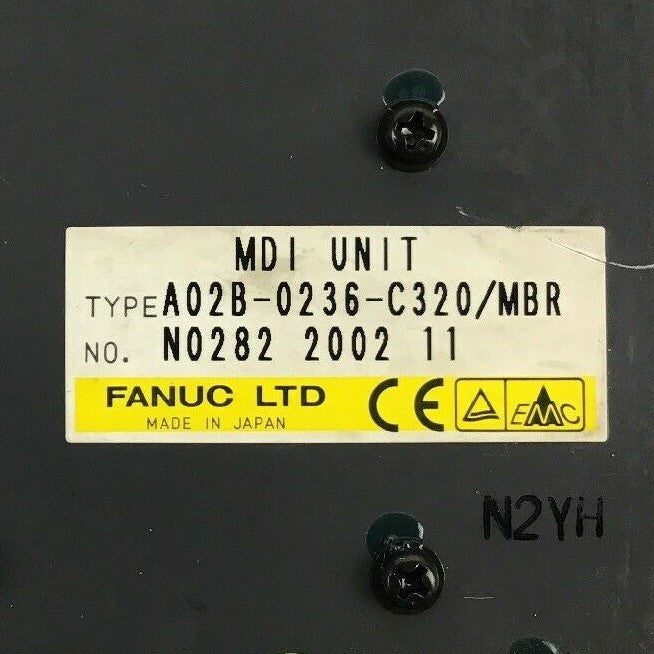 MDI UNIT
TYPE A02B-0236-C320/MBR
NO. N0282 2002 11
FANUC LTD
MADE IN JAPAN
CE
EMC
N2YH